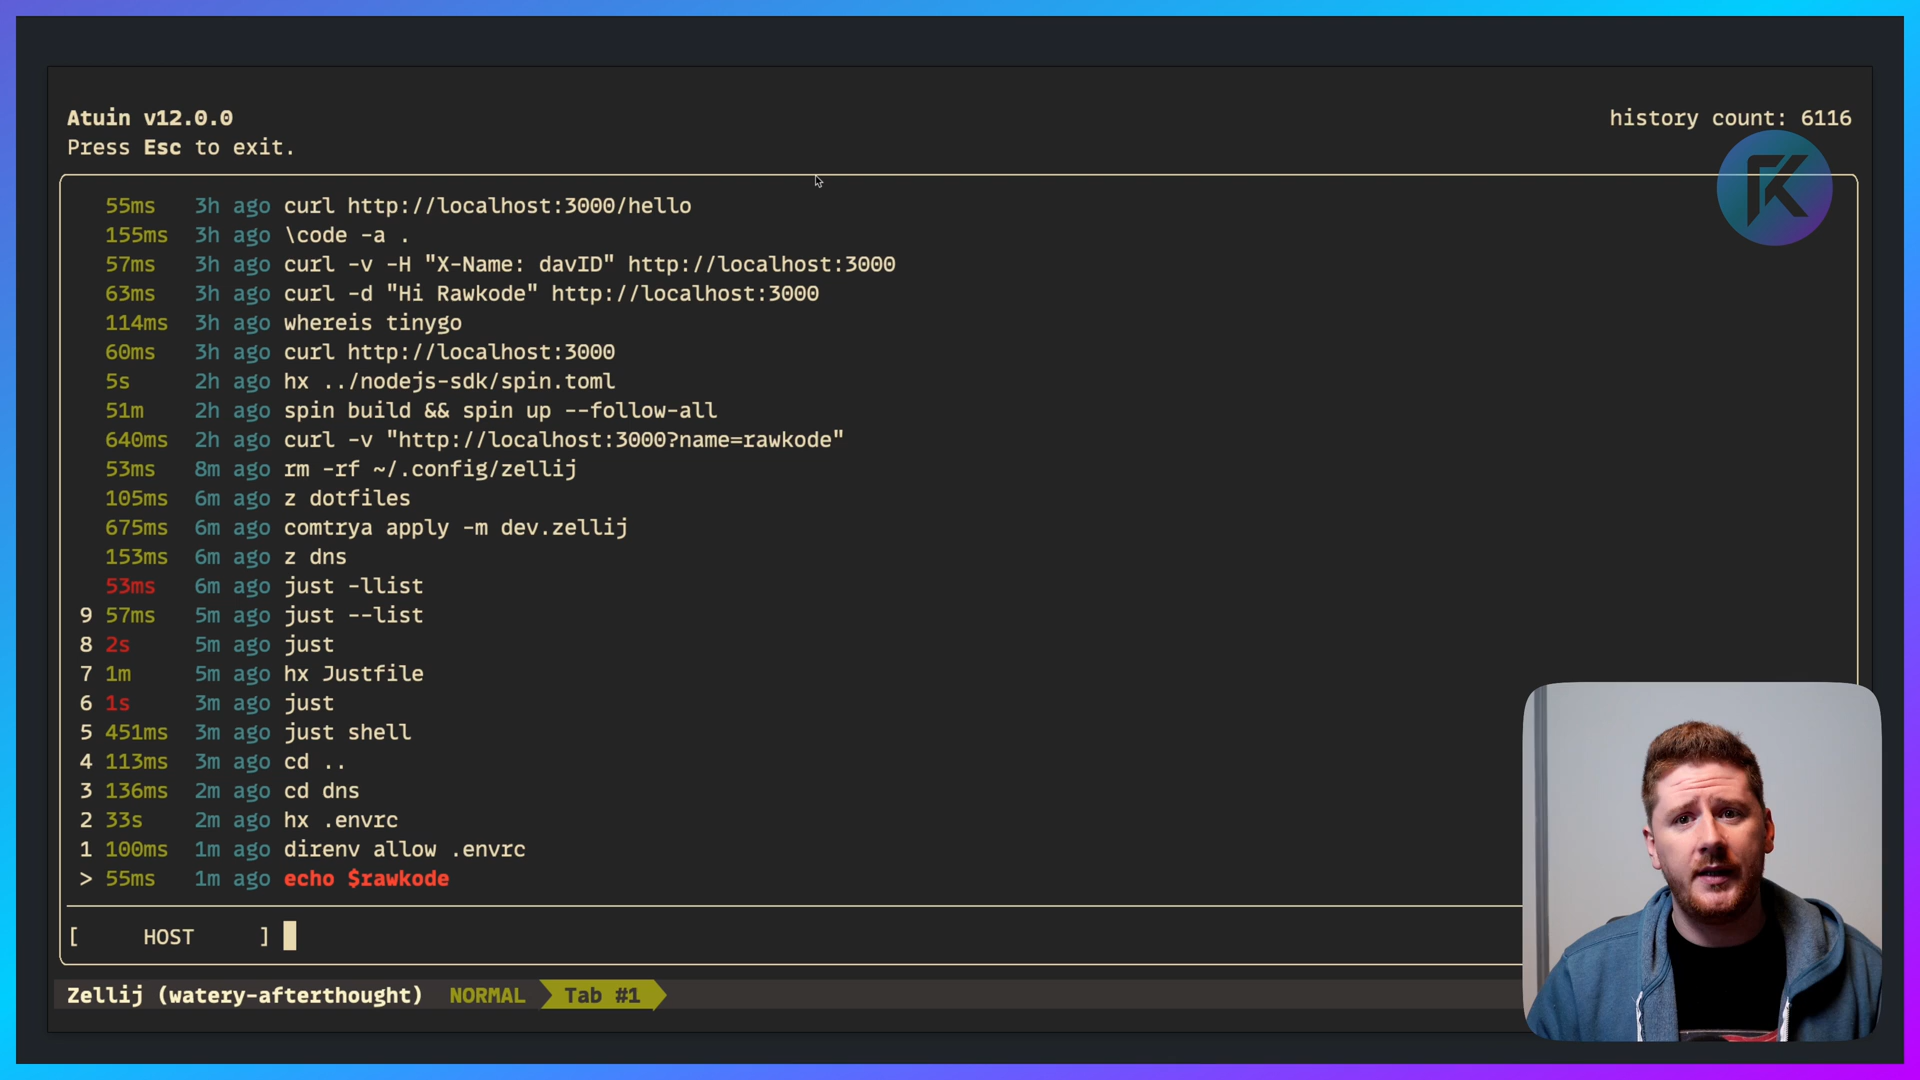 Atuin v12.0.0
history count: 6116
Press Esc to exit.
55ms 3h ago curl http://localhost:3000/hello
155ms 3h ago \code -a .
57ms 3h ago curl -v -H "X-Name: davID" http://localhost:3000
63ms 3h ago curl -d "Hi Rawkode" http://localhost:3000
114ms 3h ago whereis tinygo
60ms 3h ago curl http://localhost:3000
5s 2h ago hx ../nodejs-sdk/spin.toml
51m 2h ago spin build && spin up --follow-all
640ms 2h ago curl -v "http://localhost:3000?name=rawkode"
53ms 8m ago rm -rf ~/.config/zellij
105ms 6m ago z dotfiles
675ms 6m ago comtrya apply -m dev.zellij
153ms 6m ago z dns
53ms 6m ago just -llist
9 57ms 5m ago just --list
8 2s 5m ago just
7 1m 5m ago hx Justfile
6 1s 3m ago just
5 451ms 3m ago just shell
4 113ms 3m ago cd ..
3 136ms 2m ago cd dns
2 33s 2m ago hx .envrc
1 100ms 1m ago direnv allow .envrc
> 55ms 1m ago echo $rawkode
[ HOST ]
Zellij (watery-afterthought) NORMAL Tab #1